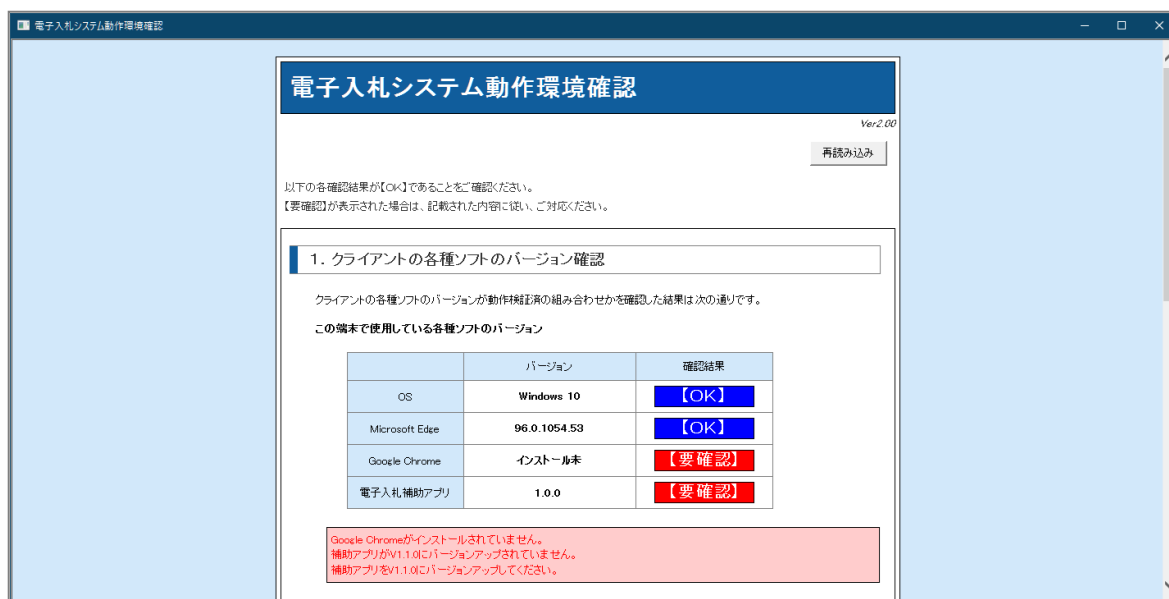 電子入札システム動作環境確認
電子入札システム動作環境確認
Ver2.00
再読み込み
以下の各確認結果が【OK】であることをご確認ください。
【要確認】が表示された場合は、記載された内容に従い、ご対応ください。
1. クライアントの各種ソフトのバージョン確認
クライアントの各種ソフトのバージョンが動作検証済の組み合わせかを確認した結果は次の通りです。
この端末で使用している各種ソフトのバージョン
バージョン 確認結果
OS Windows 10 【OK】
Microsoft Edge 96.0.1054.53 【OK】
Google Chrome インストール未 【要確認】
電子入札補助アプリ 1.0.0 【要確認】
Google Chromeがインストールされていません。
補助アプリがV1.1.0にバージョンアップされていません。
補助アプリをV1.1.0にバージョンアップしてください。